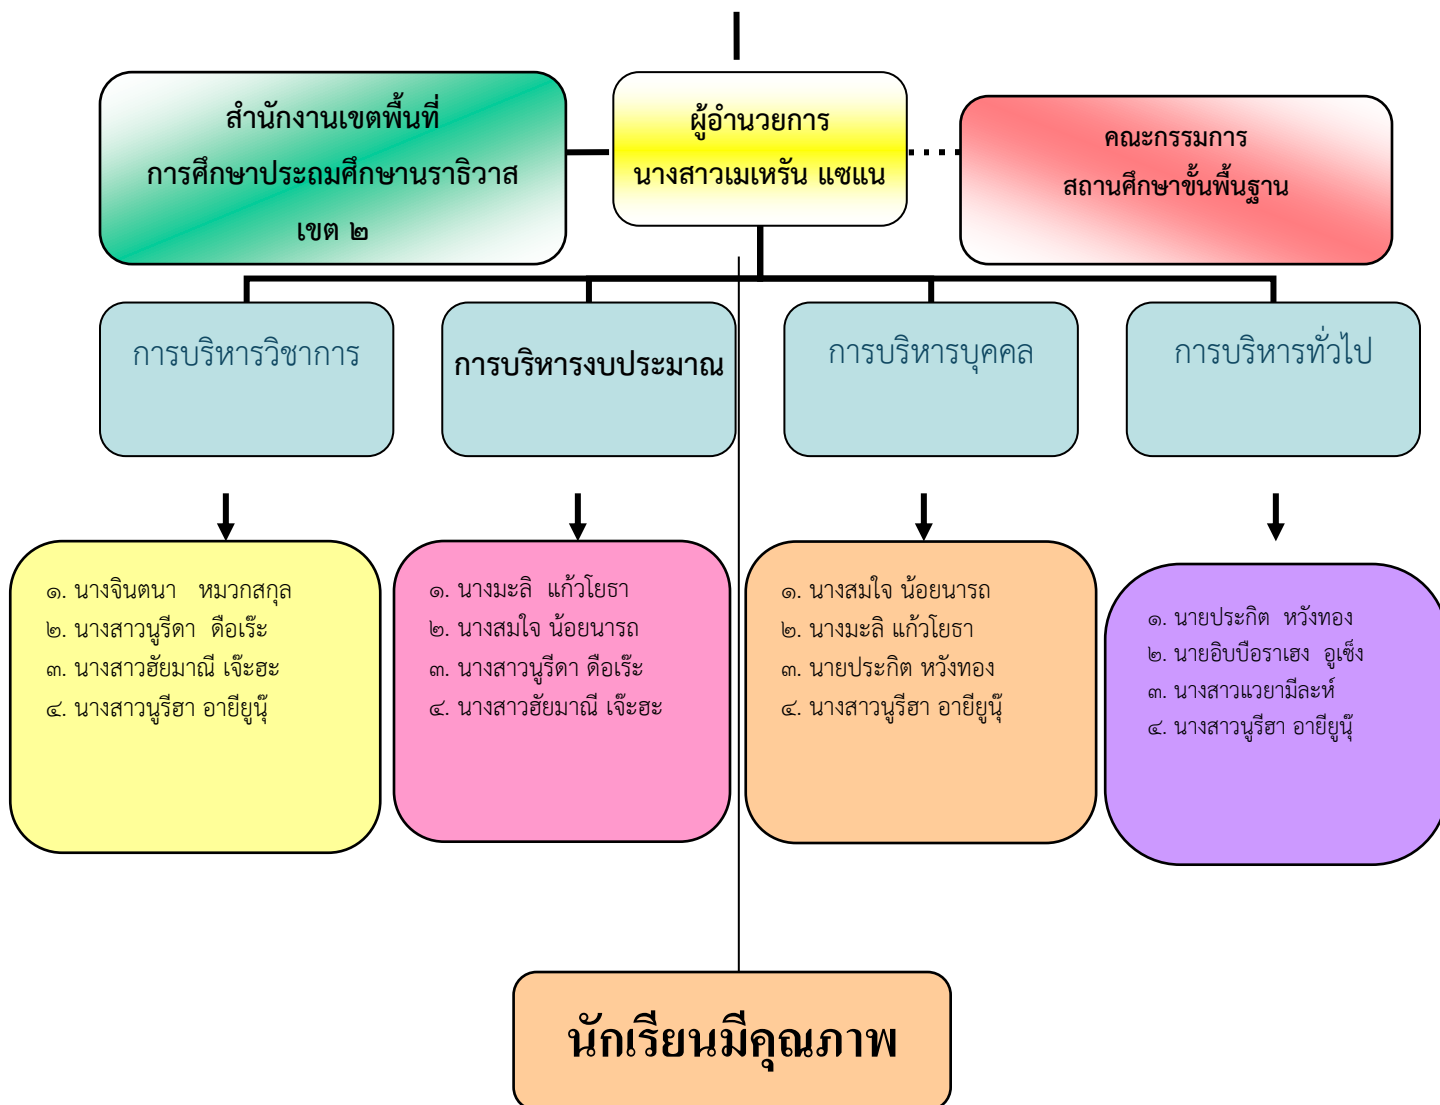 สำนักงานเขตพื้นที่
การศึกษาประถมศึกษานราธิวาส
เขต ๒
ผู้อำนวยการ
นางสาวเมเหรัน แซแน
คณะกรรมการ
สถานศึกษาขั้นพื้นฐาน
การบริหารวิชาการ
การบริหารงบประมาณ
การบริหารบุคคล
การบริหารทั่วไป
๑. นางจินตนา หมวกสกุล
๒. นางสาวนูรีดา ดือเร๊ะ
๓. นางสาวฮัยมาณี เจ๊ะฮะ
๔. นางสาวนูรีฮา อายียูนุ๊
๑. นางมะลิ แก้วโยธา
๒. นางสมใจ น้อยนารถ
๓. นางสาวนูรีดา ดือเร๊ะ
๔. นางสาวฮัยมาณี เจ๊ะฮะ
๑. นางสมใจ น้อยนารถ
๒. นางมะลิ แก้วโยธา
๓. นายประกิต หวังทอง
๔. นางสาวนูรีฮา อายียูนุ๊
๑. นายประกิต หวังทอง
๒. นายอิบบือราเฮง อูเซ็ง
๓. นางสาวแวยามีละห์
๔. นางสาวนูรีฮา อายียูนุ๊
นักเรียนมีคุณภาพ